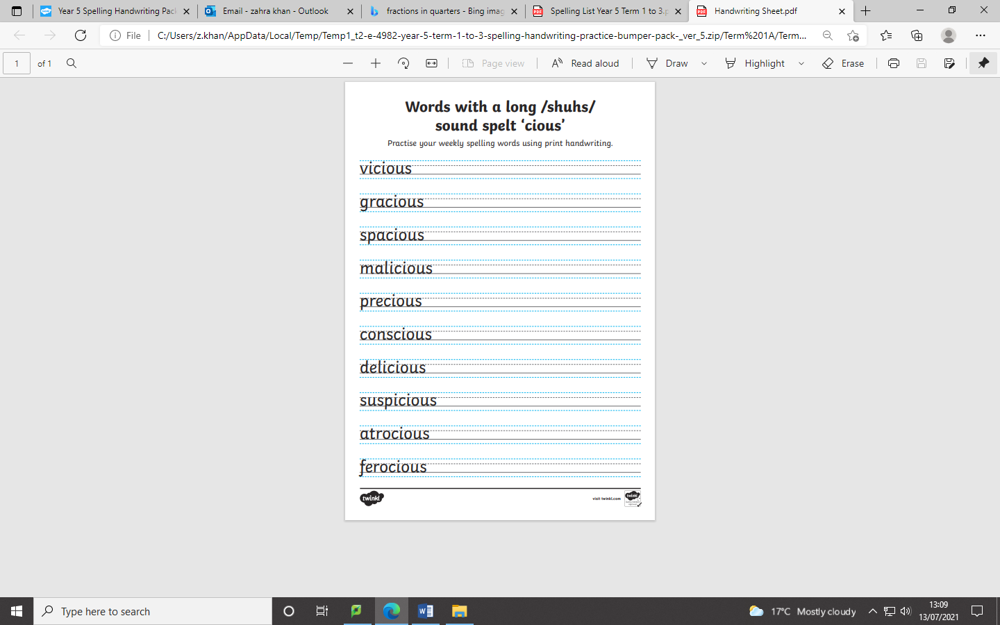 Year 5 Spelling Handwriting Pac
Email - zahra khan - Outlook
fractions in quarters - Bing imag
Spelling List Year 5 Term 1 to 3.p
Handwriting Sheet.pdf
File
C:/Users/z.khan/AppData/Local/Temp/Temp1_t2-e-4982-year-5-term-1-to-3-spelling-handwriting-practice-bumper-pack-_ver_5.zip/Term%201A/Term...
1 of 1
Page view
Read aloud
Draw
Highlight
Erase
Words with a long /shuhs/
sound spelt ‘cious’
Practise your weekly spelling words using print handwriting.
vicious
gracious
spacious
malicious
precious
conscious
delicious
suspicious
atrocious
ferocious
twinkl
visit twinkl.com
twinkl
Type here to search
17°C Mostly cloudy
13:09
13/07/2021